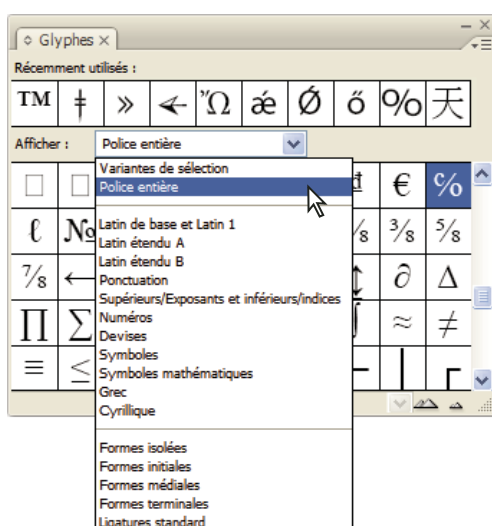 Glyphes ×
Récemment utilisés :
TM ǂ » ≺ Ὢ ǽ Ø ő % 天
Afficher : Police entière
Variantes de sélection
Police entière
Latin de base et Latin 1
Latin étendu A
Latin étendu B
Ponctuation
Supérieurs/Exposants et inférieurs/indices
Numéros
Devises
Symboles
Symboles mathématiques
Grec
Cyrillique
Formes isolées
Formes initiales
Formes médiales
Formes terminales
Ligatures standard
₫ € ℅
ℓ № ⅜ ⅝
⅞ ← ↨ ∂ ∆
∏ ∑ ∫ ≈ ≠
≡ ≤